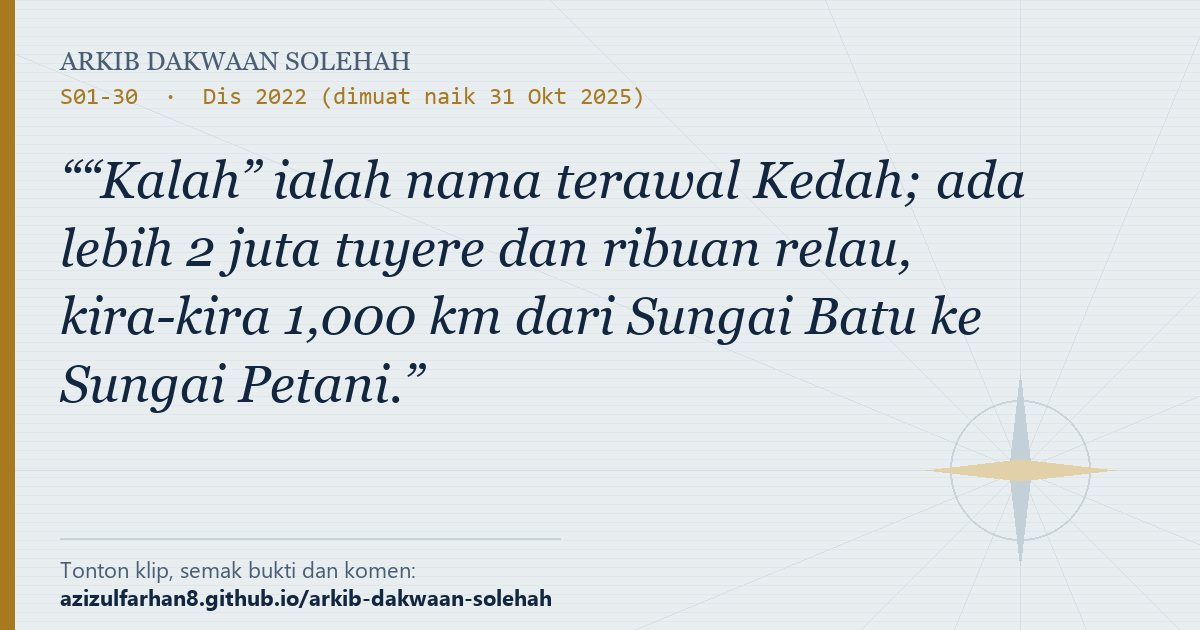 ARKIB DAKWAAN SOLEHAH
S01-30 · Dis 2022 (dimuat naik 31 Okt 2025)
““Kalah” ialah nama terawal Kedah; ada
lebih 2 juta tuyere dan ribuan relau,
kira-kira 1,000 km dari Sungai Batu ke
Sungai Petani.”
Tonton klip, semak bukti dan komen:
azizulfarhan8.github.io/arkib-dakwaan-solehah